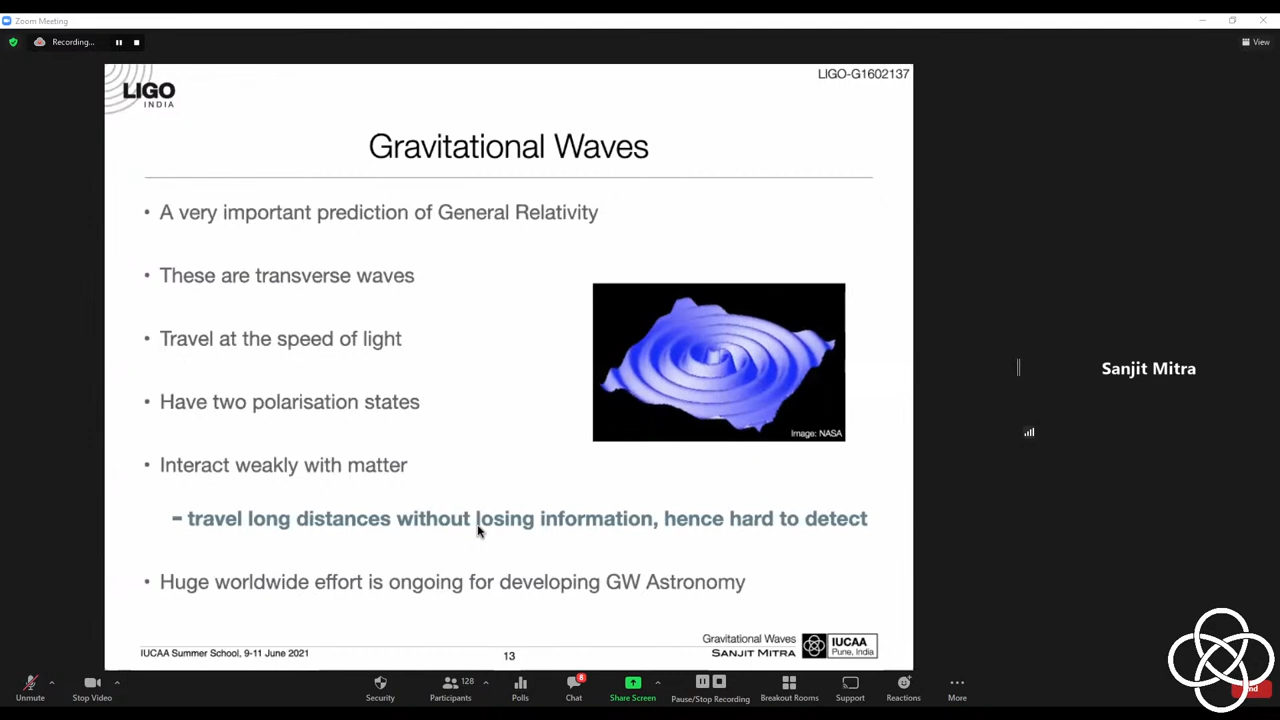 Zoom Meeting
Recording...
View
LIGO-G1602137
LIGO
INDIA
Gravitational Waves
• A very important prediction of General Relativity
• These are transverse waves
• Travel at the speed of light
• Have two polarisation states
Image: NASA
Sanjit Mitra
• Interact weakly with matter
– travel long distances without losing information, hence hard to detect
• Huge worldwide effort is ongoing for developing GW Astronomy
IUCAA Summer School, 9-11 June 2021
13
Gravitational Waves
SANJIT MITRA
IUCAA
Pune, India
Unmute
Stop Video
Security
Participants
128
Polls
Chat
8
Share Screen
Pause/Stop Recording
Breakout Rooms
Support
Reactions
More